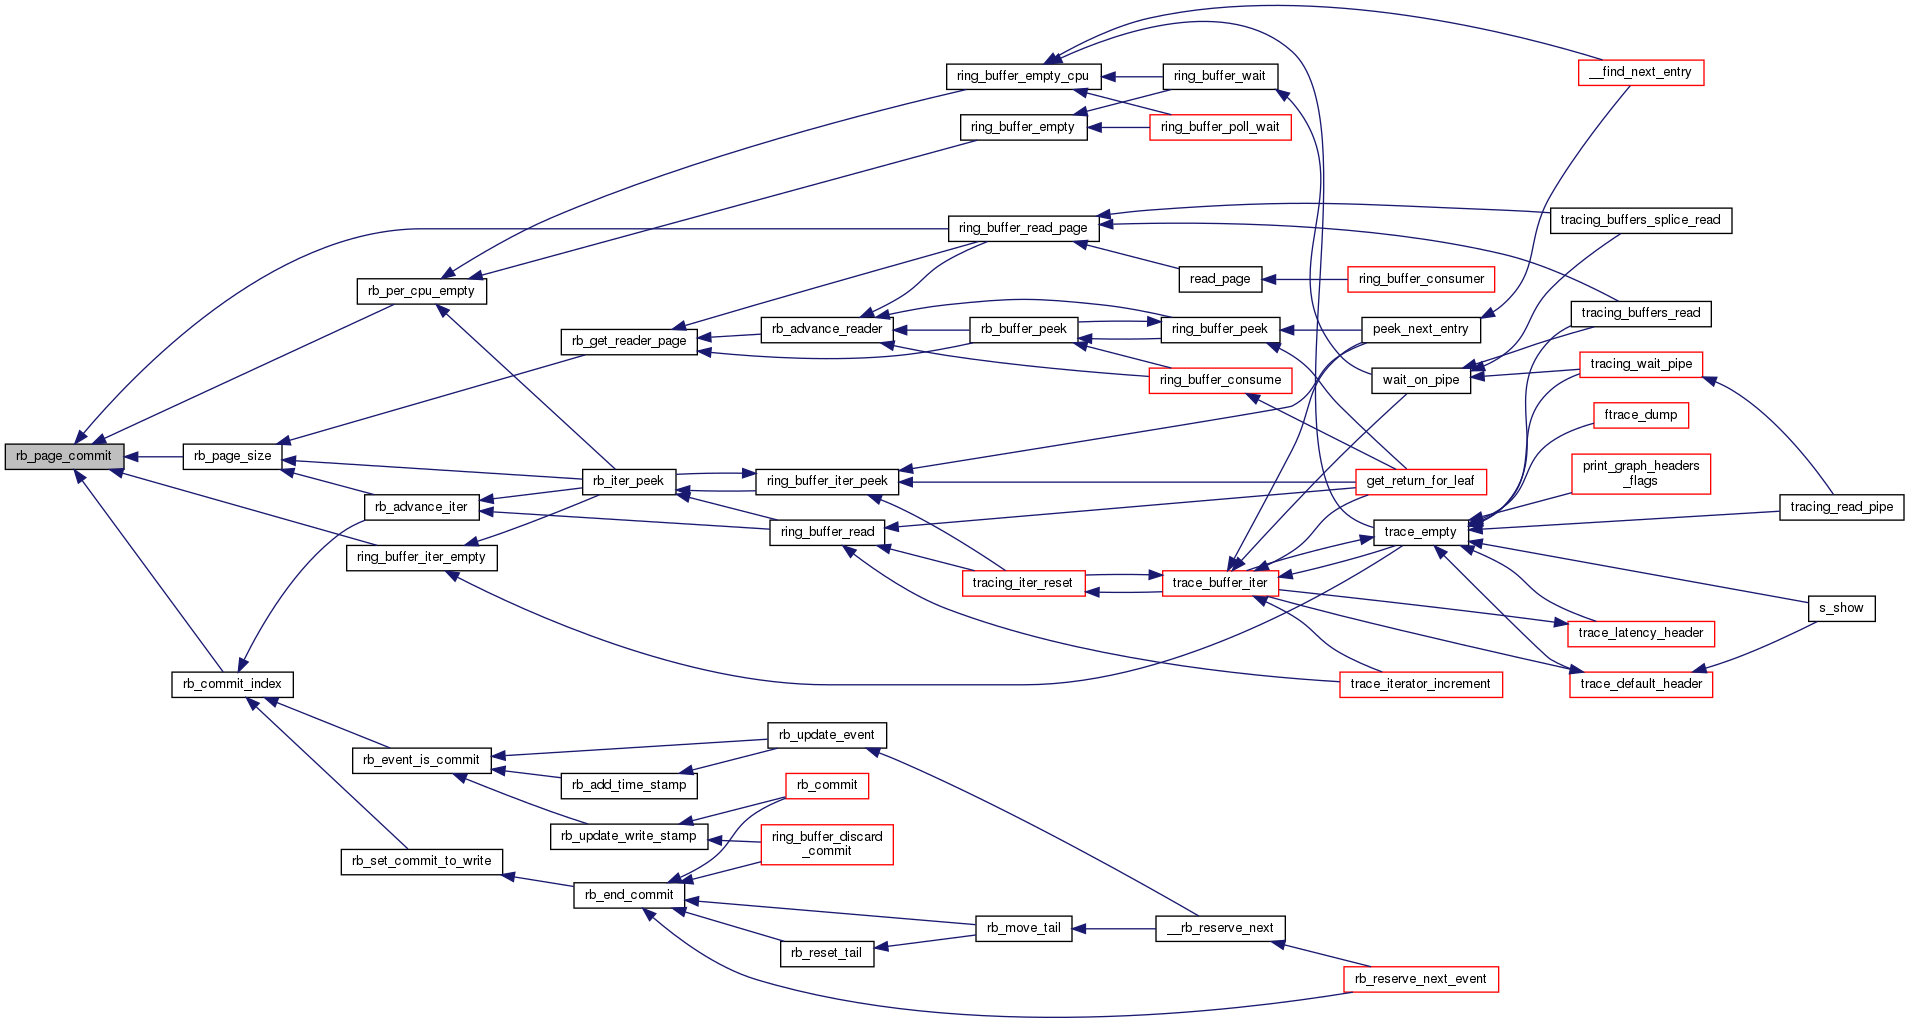 ring_buffer_empty_cpu
ring_buffer_wait
__find_next_entry
ring_buffer_empty
ring_buffer_poll_wait
ring_buffer_read_page
tracing_buffers_splice_read
read_page
ring_buffer_consumer
rb_per_cpu_empty
tracing_buffers_read
rb_get_reader_page
rb_advance_reader
rb_buffer_peek
ring_buffer_peek
peek_next_entry
tracing_wait_pipe
ring_buffer_consume
wait_on_pipe
ftrace_dump
rb_page_commit
rb_page_size
rb_iter_peek
ring_buffer_iter_peek
get_return_for_leaf
print_graph_headers
_flags
rb_advance_iter
tracing_read_pipe
ring_buffer_read
trace_empty
ring_buffer_iter_empty
tracing_iter_reset
trace_buffer_iter
s_show
trace_latency_header
rb_commit_index
trace_iterator_increment
trace_default_header
rb_update_event
rb_event_is_commit
rb_add_time_stamp
rb_commit
rb_update_write_stamp
ring_buffer_discard
_commit
rb_set_commit_to_write
rb_end_commit
rb_move_tail
__rb_reserve_next
rb_reset_tail
rb_reserve_next_event